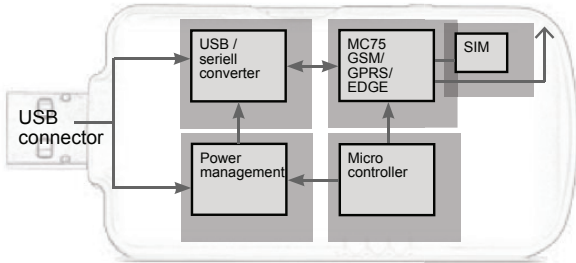 USB /
seriell
converter
MC75
GSM/
GPRS/
EDGE
SIM
USB
connector
Power
management
Micro
controller